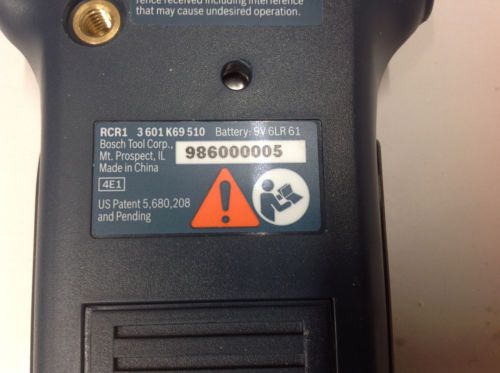 fence received including interference
that may cause undesired operation.
RCR1 3 601 K69 510 Battery: 9V 6LR 61
Bosch Tool Corp.,
Mt. Prospect, IL
986000005
Made in China
4E1
US Patent 5,680,208
and Pending